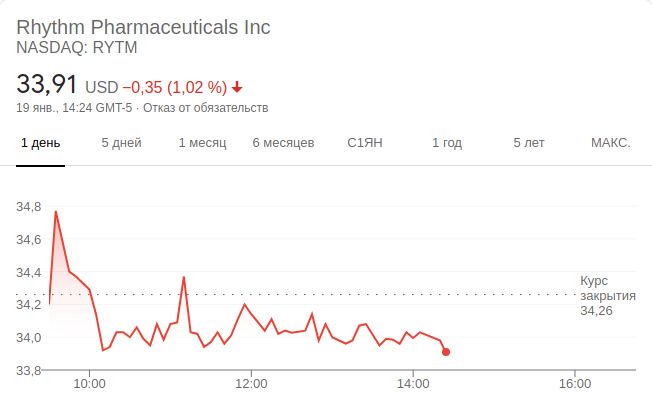 Rhythm Pharmaceuticals Inc
NASDAQ: RYTM
33,91 USD −0,35 (1,02 %)
19 янв., 14:24 GMT-5 · Отказ от обязательств
1 день 5 дней 1 месяц 6 месяцев С1ЯН 1 год 5 лет МАКС.
34,8
34,6
34,4
Курс
закрытия
34,26
34,2
34,0
33,8
10:00 12:00 14:00 16:00